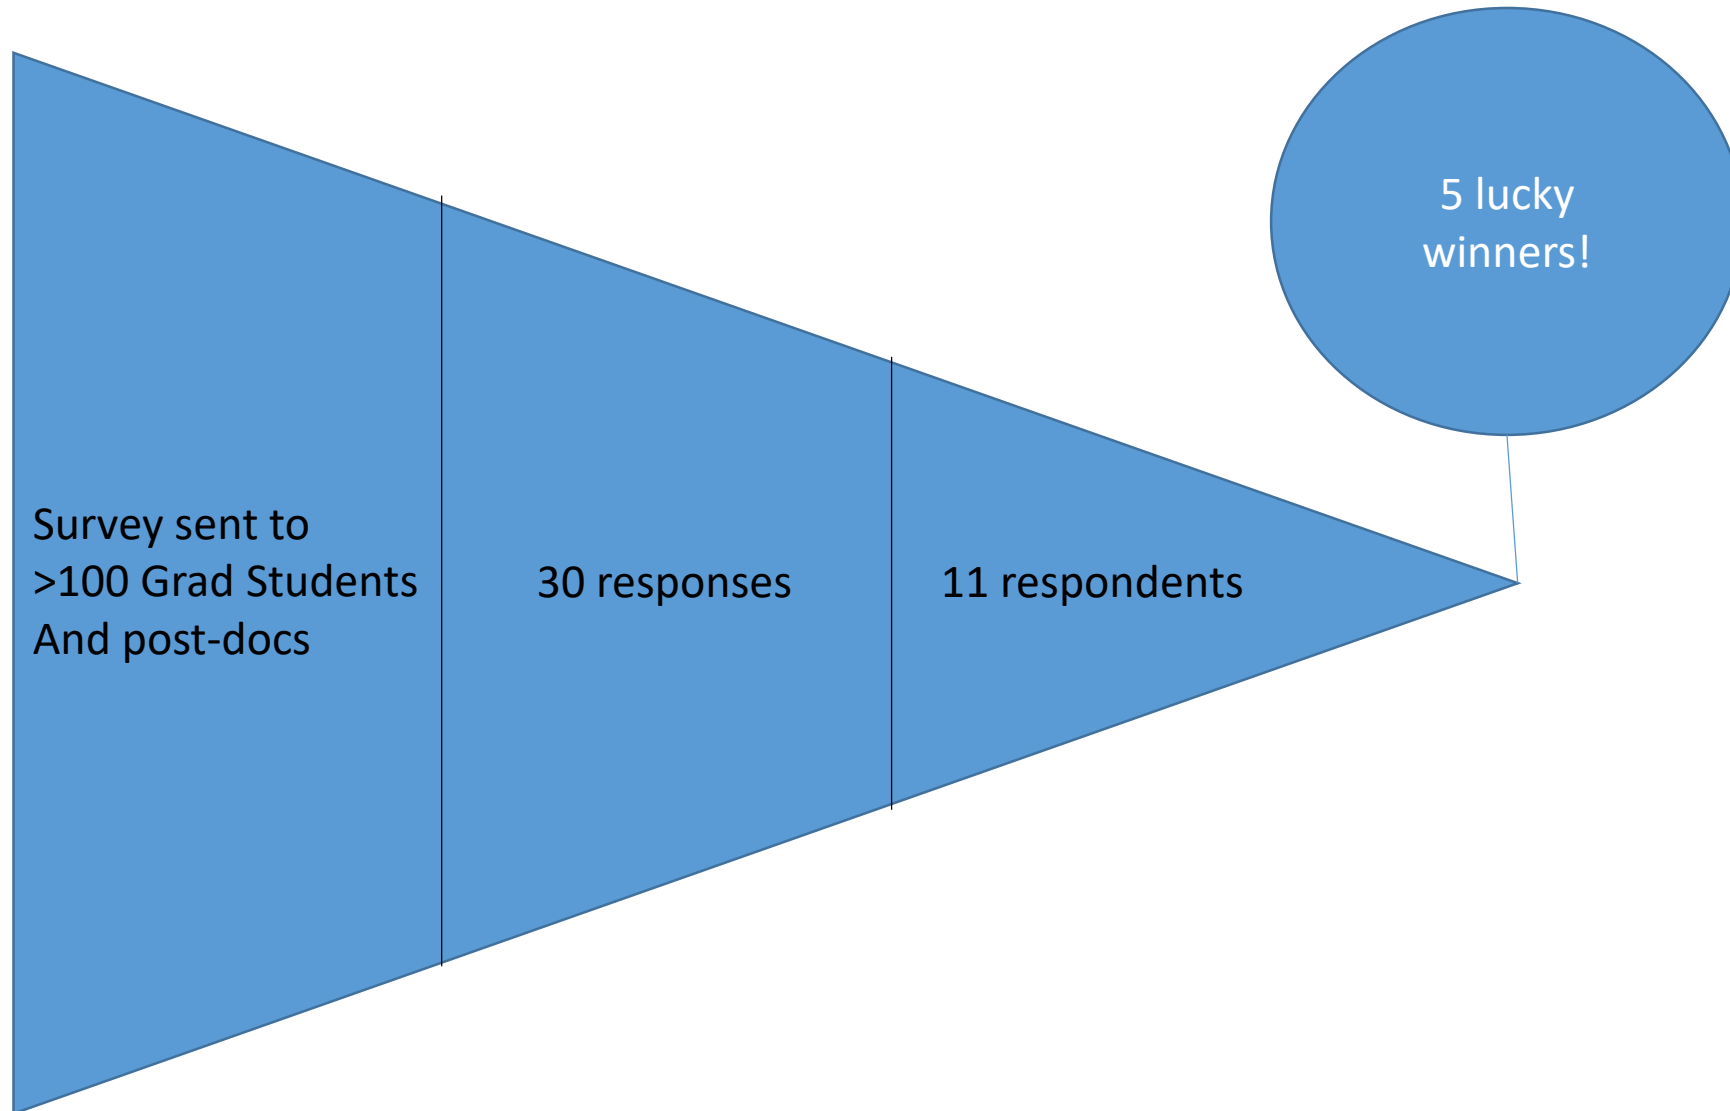 Survey sent to
>100 Grad Students
And post-docs
30 responses
11 respondents
5 lucky
winners!